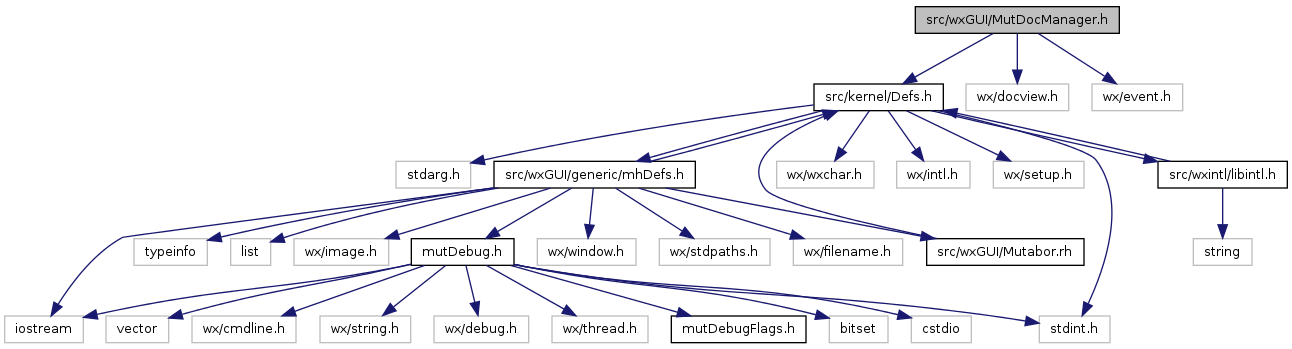 src/wxGUI/MutDocManager.h
src/kernel/Defs.h
wx/docview.h
wx/event.h
stdarg.h
src/wxGUI/generic/mhDefs.h
wx/wxchar.h
wx/intl.h
wx/setup.h
src/wxintl/libintl.h
typeinfo
list
wx/image.h
mutDebug.h
wx/window.h
wx/stdpaths.h
wx/filename.h
src/wxGUI/Mutabor.rh
string
iostream
vector
wx/cmdline.h
wx/string.h
wx/debug.h
wx/thread.h
mutDebugFlags.h
bitset
cstdio
stdint.h